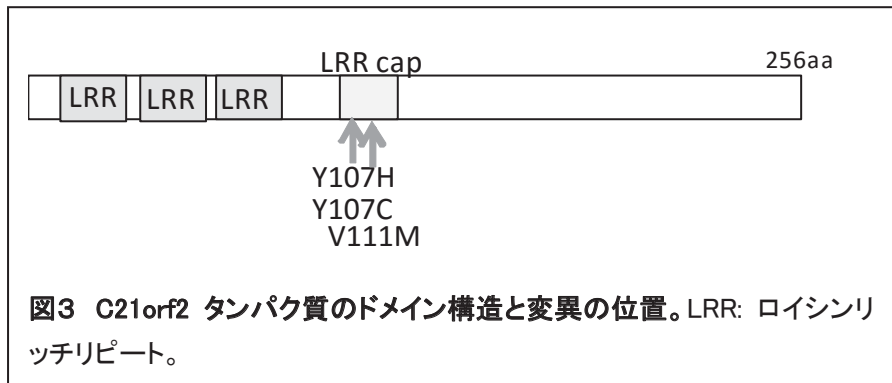 LRR cap
256aa
LRR LRR LRR
Y107H
Y107C
V111M
図3 C21orf2 タンパク質のドメイン構造と変異の位置。LRR: ロイシンリ
ッチリピート。